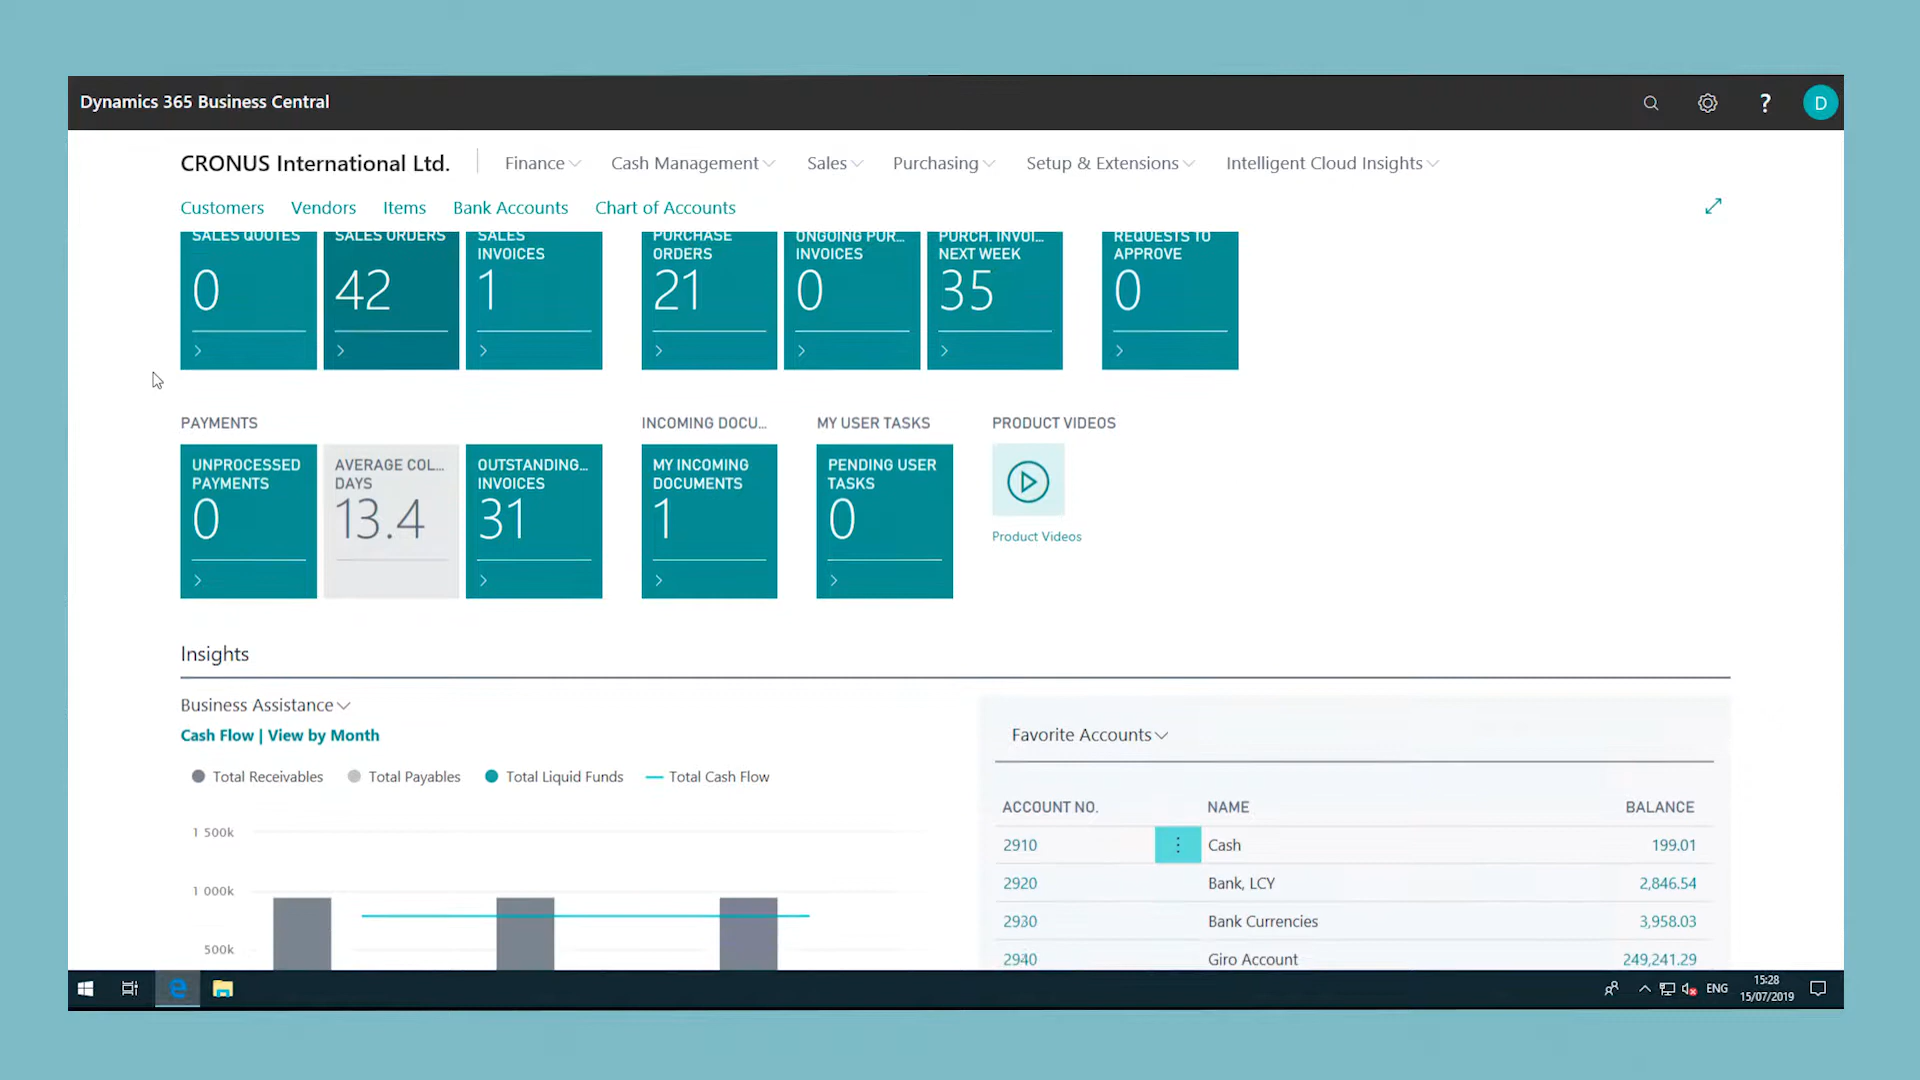 Dynamics 365 Business Central
?
D
CRONUS International Ltd.
Finance
Cash Management
Sales
Purchasing
Setup & Extensions
Intelligent Cloud Insights
Customers
Vendors
Items
Bank Accounts
Chart of Accounts
SALES QUOTES
0
SALES ORDERS
42
SALES
INVOICES
1
PURCHASE
ORDERS
21
ONGOING PUR...
INVOICES
0
PURCH. INVOI...
NEXT WEEK
35
REQUESTS TO
APPROVE
0
PAYMENTS
INCOMING DOCU...
MY USER TASKS
PRODUCT VIDEOS
UNPROCESSED
PAYMENTS
0
AVERAGE COL...
DAYS
13.4
OUTSTANDING...
INVOICES
31
MY INCOMING
DOCUMENTS
1
PENDING USER
TASKS
0
Product Videos
Insights
Business Assistance
Cash Flow | View by Month
Total Receivables
Total Payables
Total Liquid Funds
Total Cash Flow
1 500k
1 000k
500k
Favorite Accounts
ACCOUNT NO. NAME BALANCE
2910 Cash 199.01
2920 Bank, LCY 2,846.54
2930 Bank Currencies 3,958.03
2940 Giro Account 249,241.29
ENG
15:28
15/07/2019